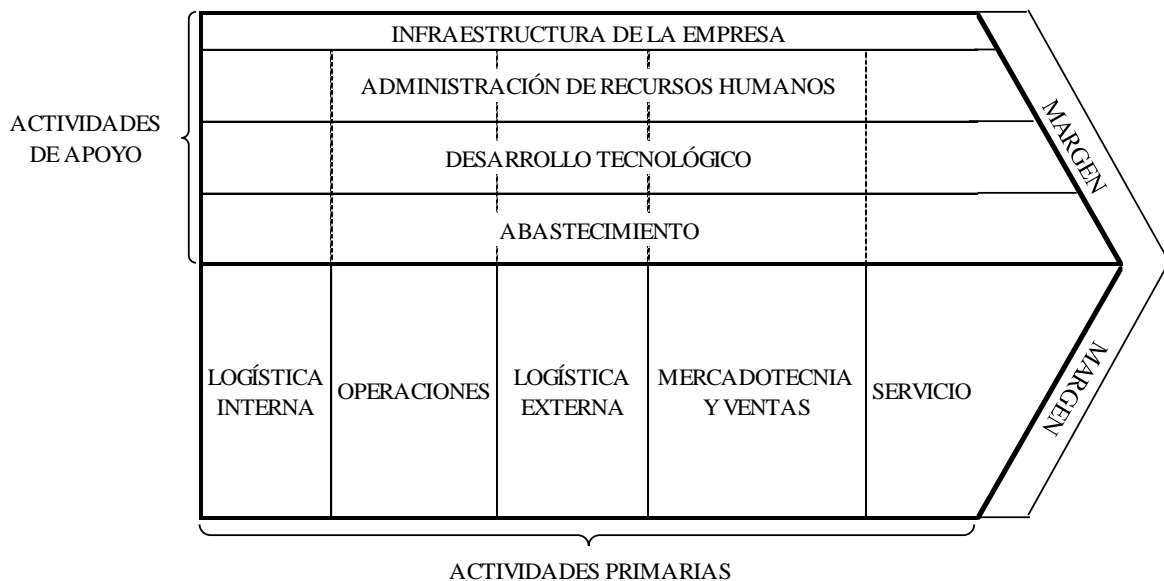 INFRAESTRUCTURA DE LA EMPRESA
ADMINISTRACIÓN DE RECURSOS HUMANOS
ACTIVIDADES
DE APOYO
DESARROLLO TECNOLÓGICO
ABASTECIMIENTO
MARGEN
LOGÍSTICA
INTERNA
OPERACIONES
LOGÍSTICA
EXTERNA
MERCADOTECNIA
Y VENTAS
SERVICIO
MARGEN
ACTIVIDADES PRIMARIAS